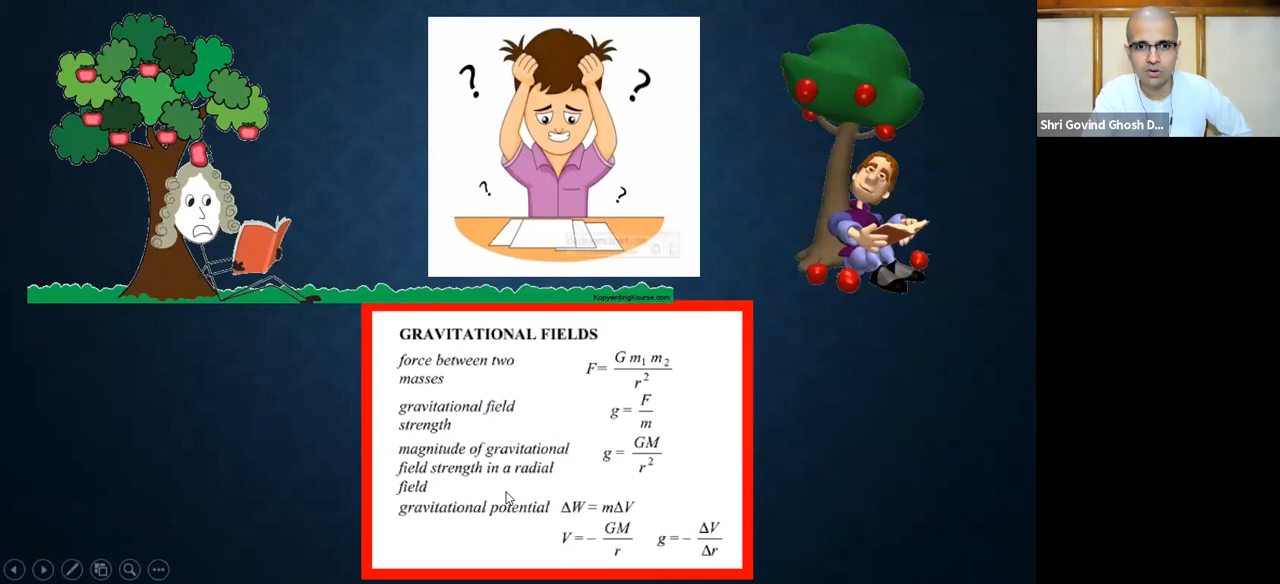 Shri Govind Ghosh D...
? ?
? ?
KopywritingKourse.com
GRAVITATIONAL FIELDS
force between two
masses
F= G m₁ m₂ / r²
gravitational field
strength
g = F / m
magnitude of gravitational
field strength in a radial
field
g = GM / r²
gravitational potential ΔW = mΔV
V = − GM / r g = − ΔV / Δr